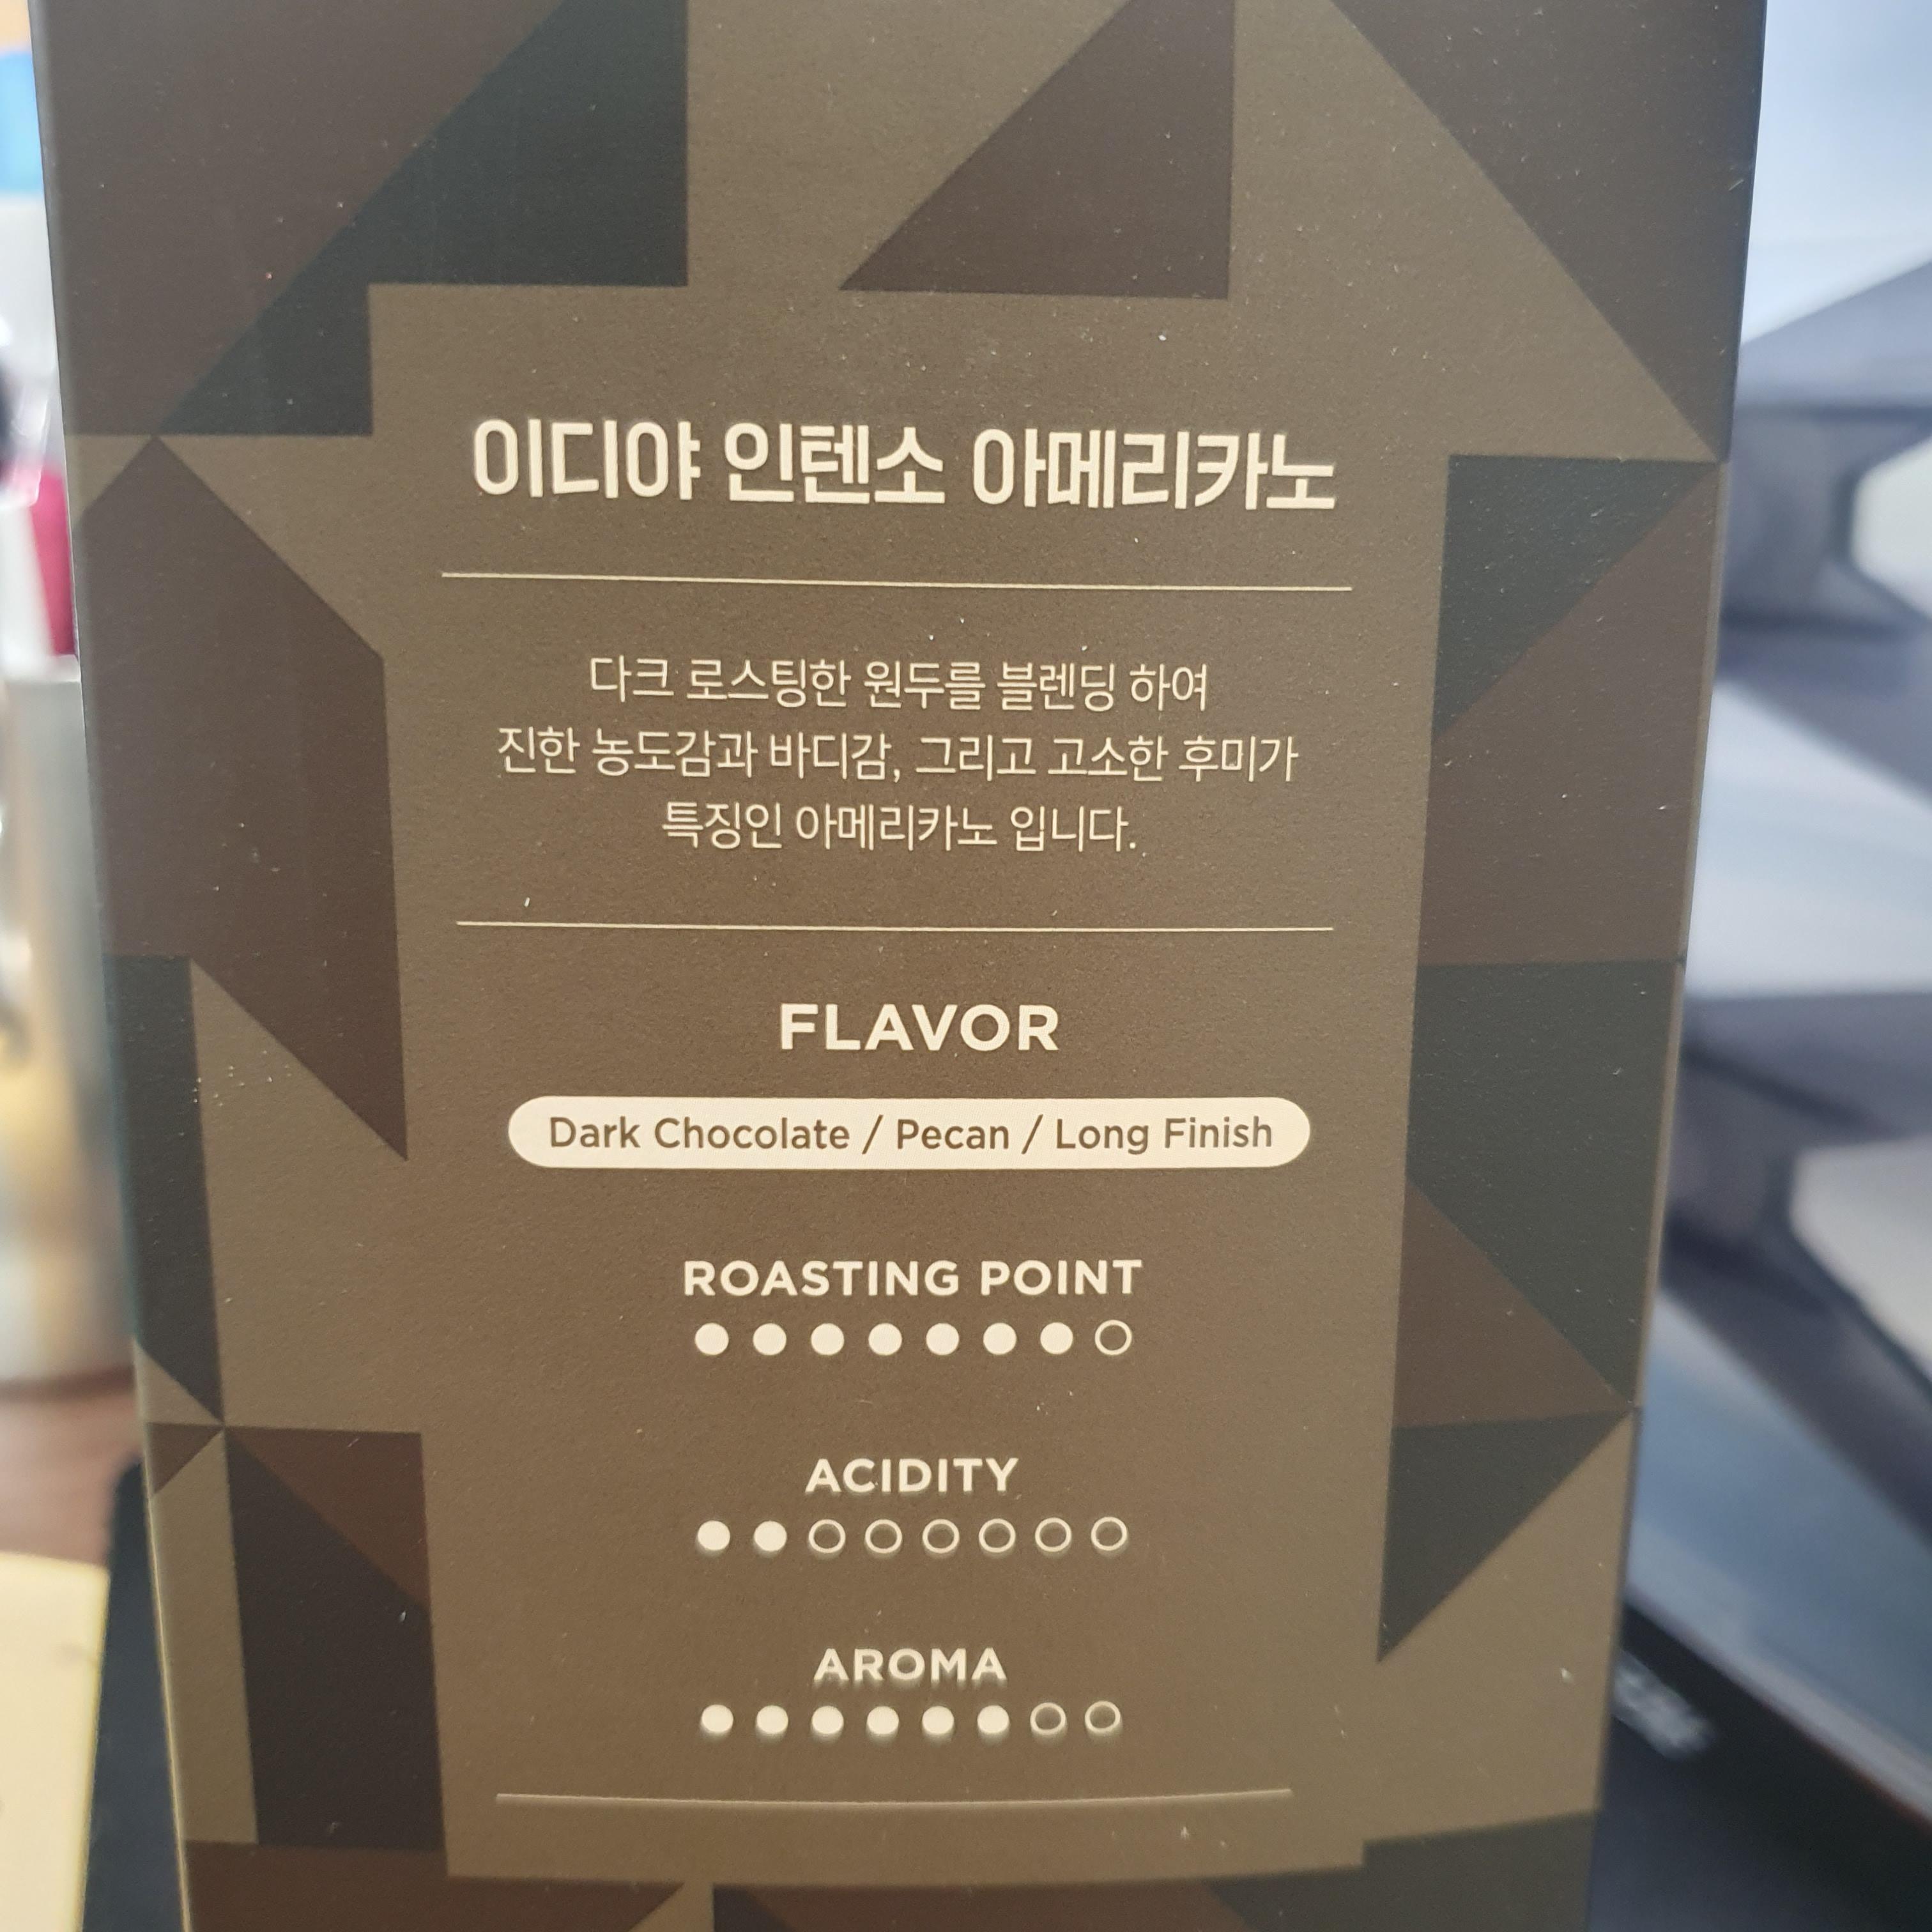 이디야 인텐소 아메리카노
다크 로스팅한 원두를 블렌딩 하여
진한 농도감과 바디감, 그리고 고소한 후미가
특징인 아메리카노 입니다.
FLAVOR
Dark Chocolate / Pecan / Long Finish
ROASTING POINT
ACIDITY
AROMA